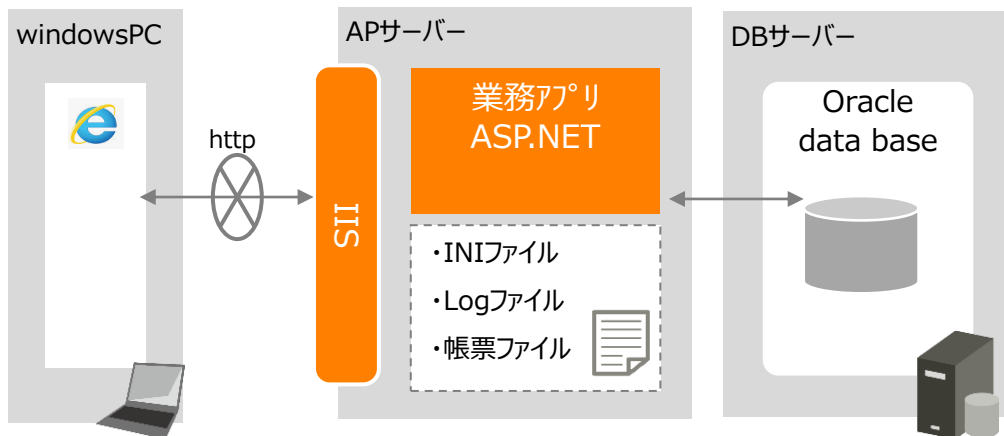 windowsPC
http
APサーバー
IIS
業務ｱﾌﾟﾘ
ASP.NET
・INIファイル
・Logファイル
・帳票ファイル
DBサーバー
Oracle
data base